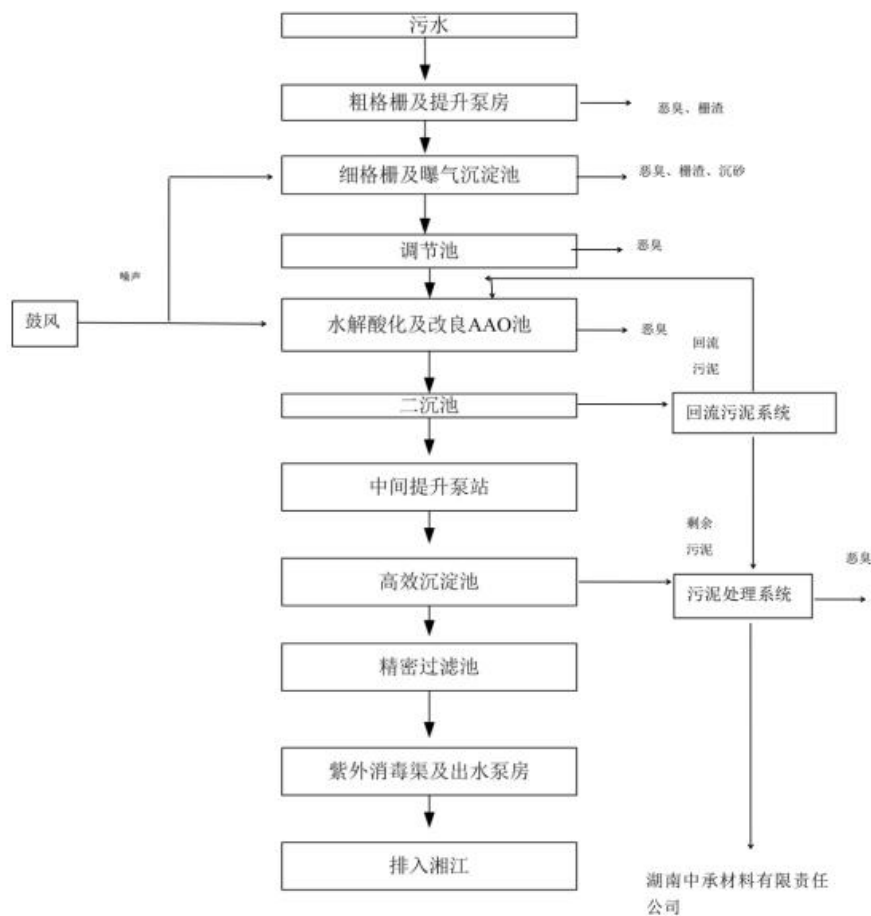 污水
粗格栅及提升泵房
恶臭、栅渣
细格栅及曝气沉淀池
恶臭、栅渣、沉砂
调节池
恶臭
噪声
鼓风
水解酸化及改良AAO池
恶臭
回流
污泥
二沉池
回流污泥系统
中间提升泵站
剩余
污泥
高效沉淀池
污泥处理系统
恶臭
精密过滤池
紫外消毒渠及出水泵房
排入湘江
湖南中承材料有限责任
公司